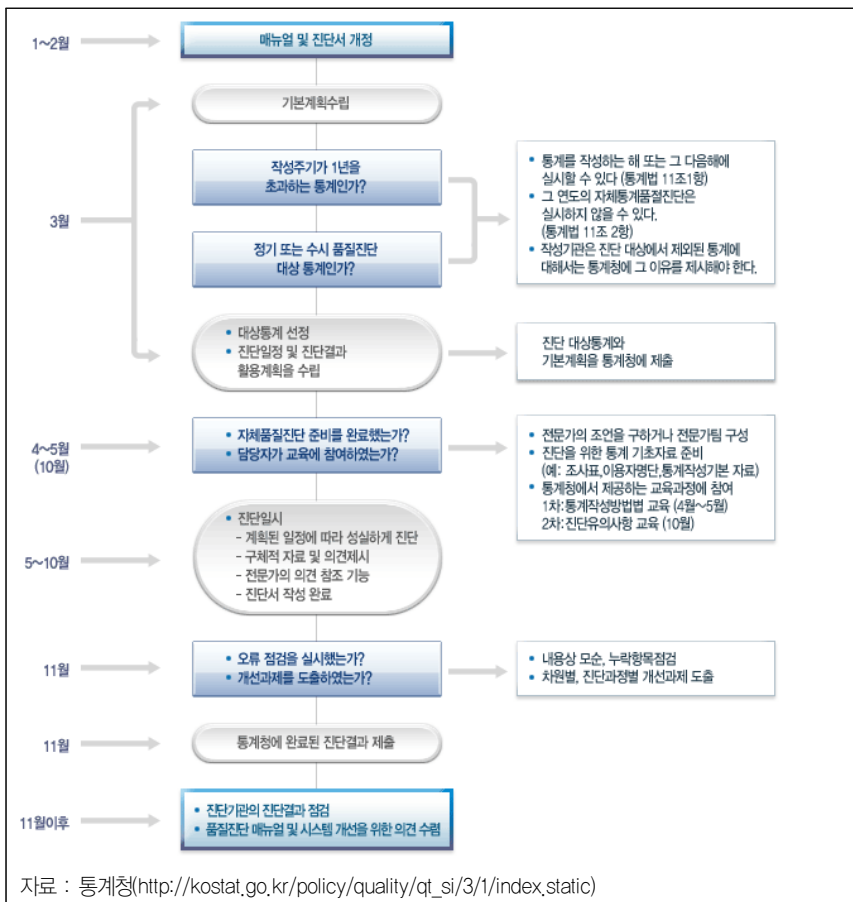 1~2월
매뉴얼 및 진단서 개정
기본계획수립
3월
작성주기가 1년을
초과하는 통계인가?
정기 또는 수시 품질진단
대상 통계인가?
• 통계를 작성하는 해 또는 그 다음해에
실시할 수 있다 (통계법 11조1항)
• 그 연도의 자체통계품절진단은
실시하지 않을 수 있다.
(통계법 11조 2항)
• 작성기관은 진단 대상에서 제외된 통계에
대해서는 통계청에 그 이유를 제시해야 한다.
• 대상통계 선정
• 진단일정 및 진단결과
활용계획을 수립
진단 대상통계와
기본계획을 통계청에 제출
4~5월
(10월)
• 자체품질진단 준비를 완료했는가?
• 담당자가 교육에 참여하였는가?
• 전문가의 조언을 구하거나 전문가팀 구성
• 진단을 위한 통계 기초자료 준비
(예: 조사표,이용자명단,통계작성기본 자료)
• 통계청에서 제공하는 교육과정에 참여
1차:통계작성방법별 교육 (4월~5월)
2차:진단유의사항 교육 (10월)
5~10월
• 진단일시
- 계획된 일정에 따라 성실하게 진단
- 구체적 자료 및 의견제시
- 전문가의 의견 참조 기능
- 진단서 작성 완료
11월
• 오류 점검을 실시했는가?
• 개선과제를 도출하였는가?
• 내용상 모순, 누락항목점검
• 차원별, 진단과정별 개선과제 도출
11월
통계청에 완료된 진단결과 제출
11월이후
• 진단기관의 진단결과 점검
• 품질진단 매뉴얼 및 시스템 개선을 위한 의견 수렴
자료 : 통계청(http://kostat.go.kr/policy/quality/qt_si/3/1/index.static)